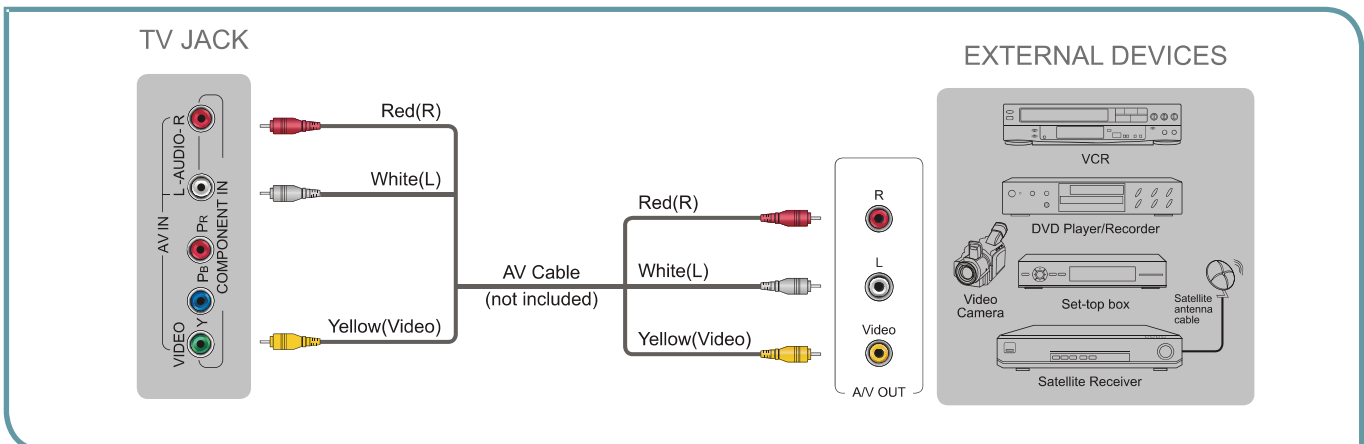 TV JACK
EXTERNAL DEVICES
AV IN
L -AUDIO- R
COMPONENT IN
PB PR
VIDEO
Y
Red(R)
White(L)
Yellow(Video)
AV Cable
(not included)
Red(R)
White(L)
Yellow(Video)
R
L
Video
A/V OUT
VCR
DVD Player/Recorder
Video
Camera
Set-top box
Satellite
antenna
cable
Satellite Receiver